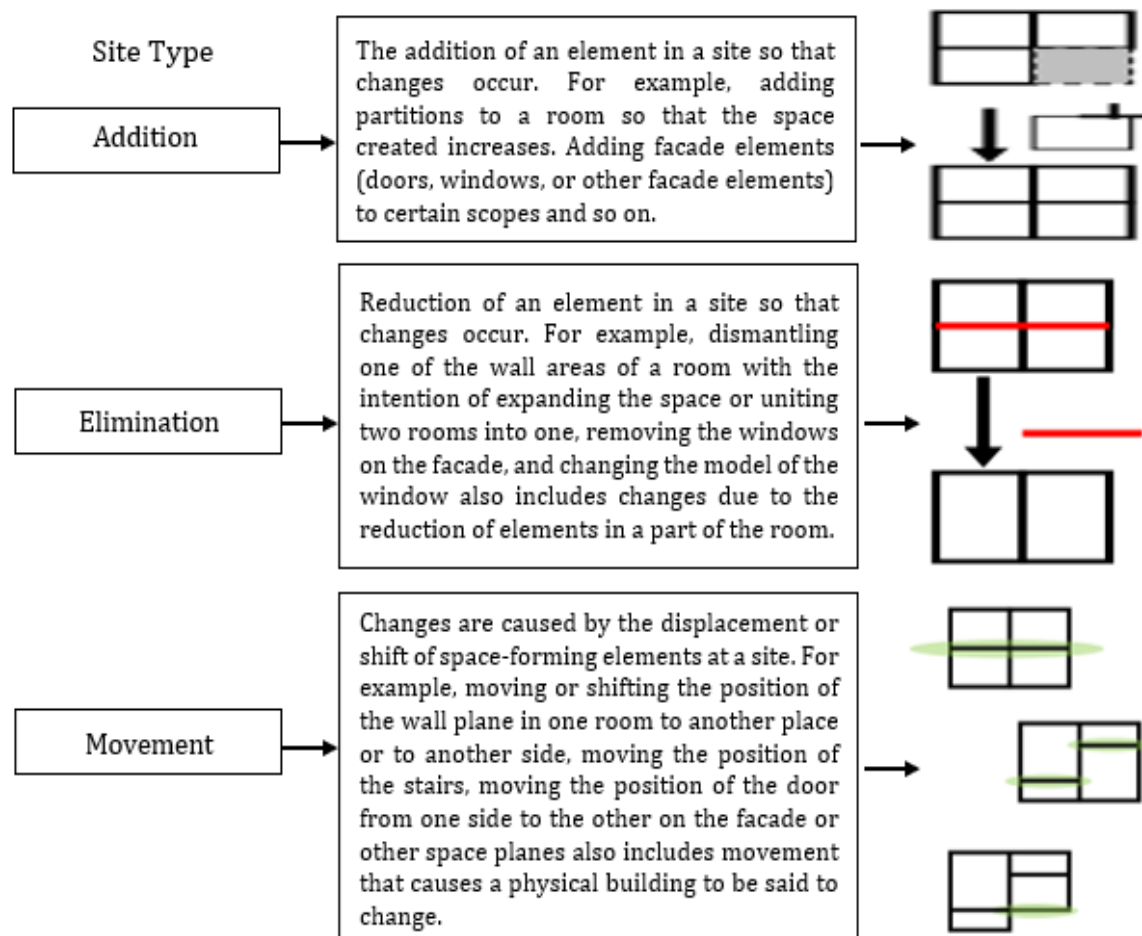 Site Type
Addition
The addition of an element in a site so that
changes occur. For example, adding
partitions to a room so that the space
created increases. Adding facade elements
(doors, windows, or other facade elements)
to certain scopes and so on.
Elimination
Reduction of an element in a site so that
changes occur. For example, dismantling
one of the wall areas of a room with the
intention of expanding the space or uniting
two rooms into one, removing the windows
on the facade, and changing the model of the
window also includes changes due to the
reduction of elements in a part of the room.
Movement
Changes are caused by the displacement or
shift of space-forming elements at a site. For
example, moving or shifting the position of
the wall plane in one room to another place
or to another side, moving the position of
the stairs, moving the position of the door
from one side to the other on the facade or
other space planes also includes movement
that causes a physical building to be said to
change.